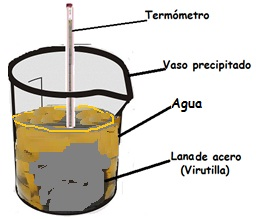 Termómetro
Vaso precipitado
Agua
Lana de acero
(Virutilla)